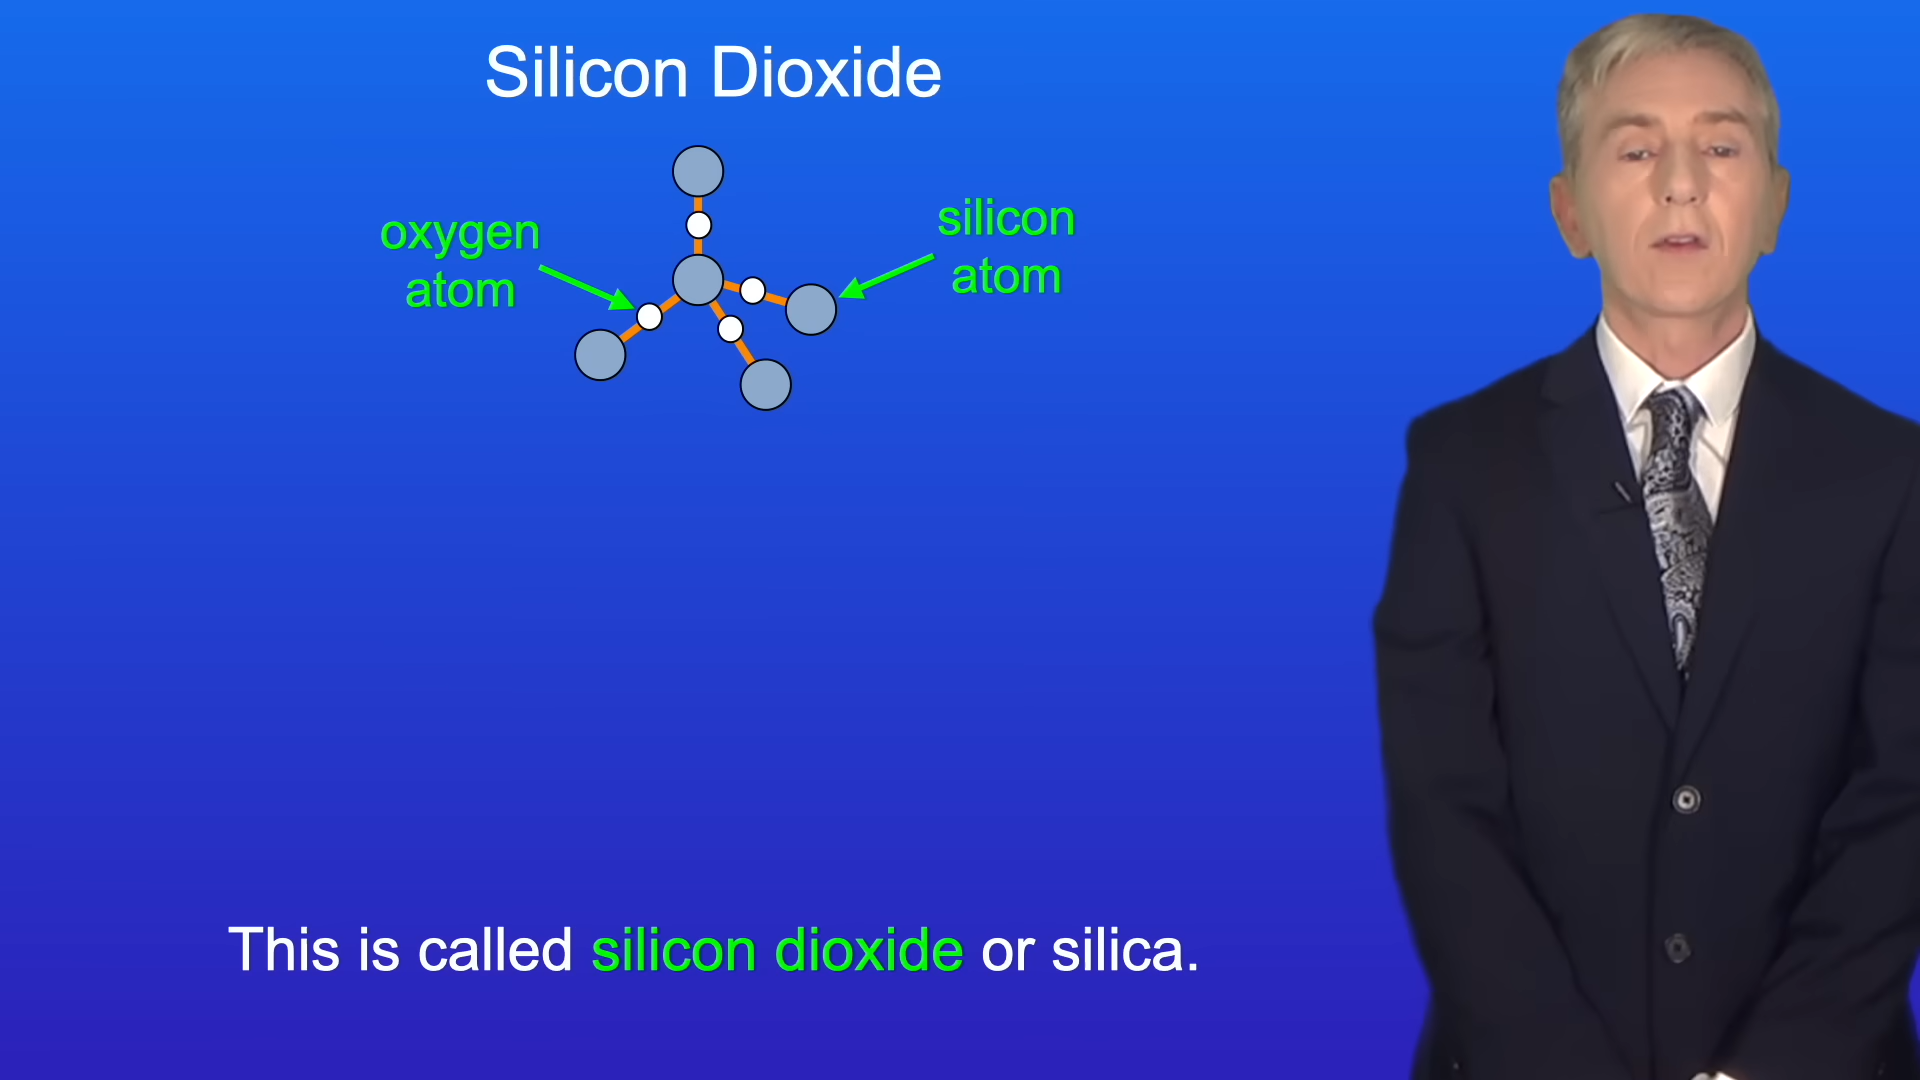 Silicon Dioxide
oxygen
atom
silicon
atom
This is called silicon dioxide or silica.